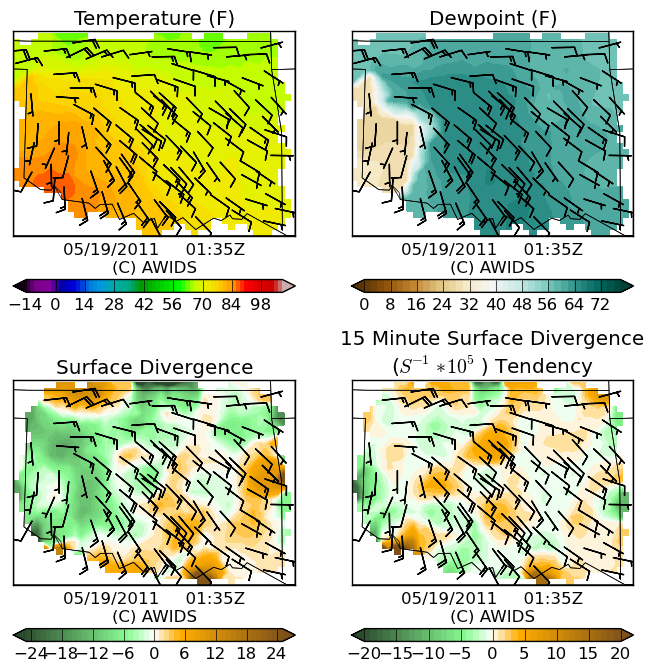 Temperature (F)
Dewpoint (F)
05/19/2011 01:35Z
(C) AWIDS
05/19/2011 01:35Z
(C) AWIDS
−14 0 14 28 42 56 70 84 98
0 8 16 24 32 40 48 56 64 72
Surface Divergence
15 Minute Surface Divergence
(S⁻¹ *10⁵ ) Tendency
05/19/2011 01:35Z
(C) AWIDS
05/19/2011 01:35Z
(C) AWIDS
−24 −18 −12 −6 0 6 12 18 24
−20 −15 −10 −5 0 5 10 15 20